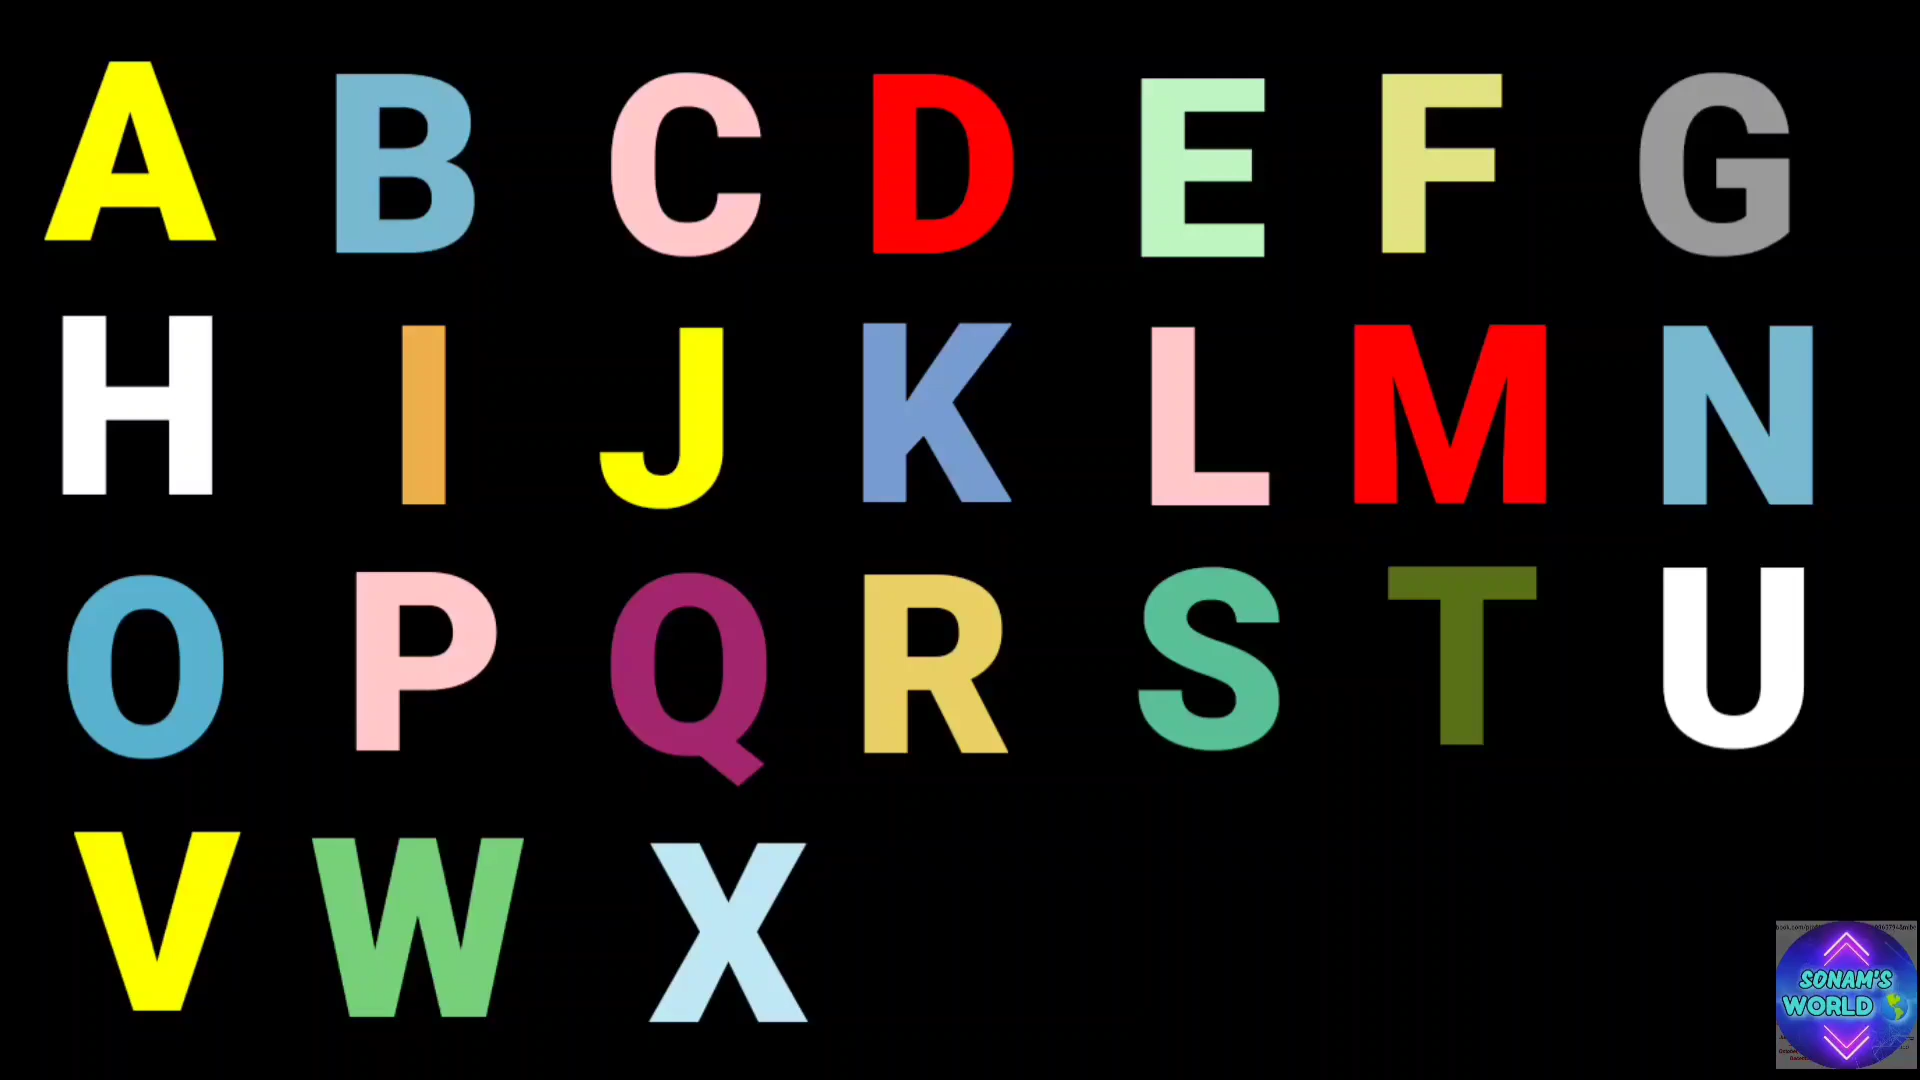 A B C D E F G
H I J K L M N
O P Q R S T U
V W X
SONAM'S
WORLD